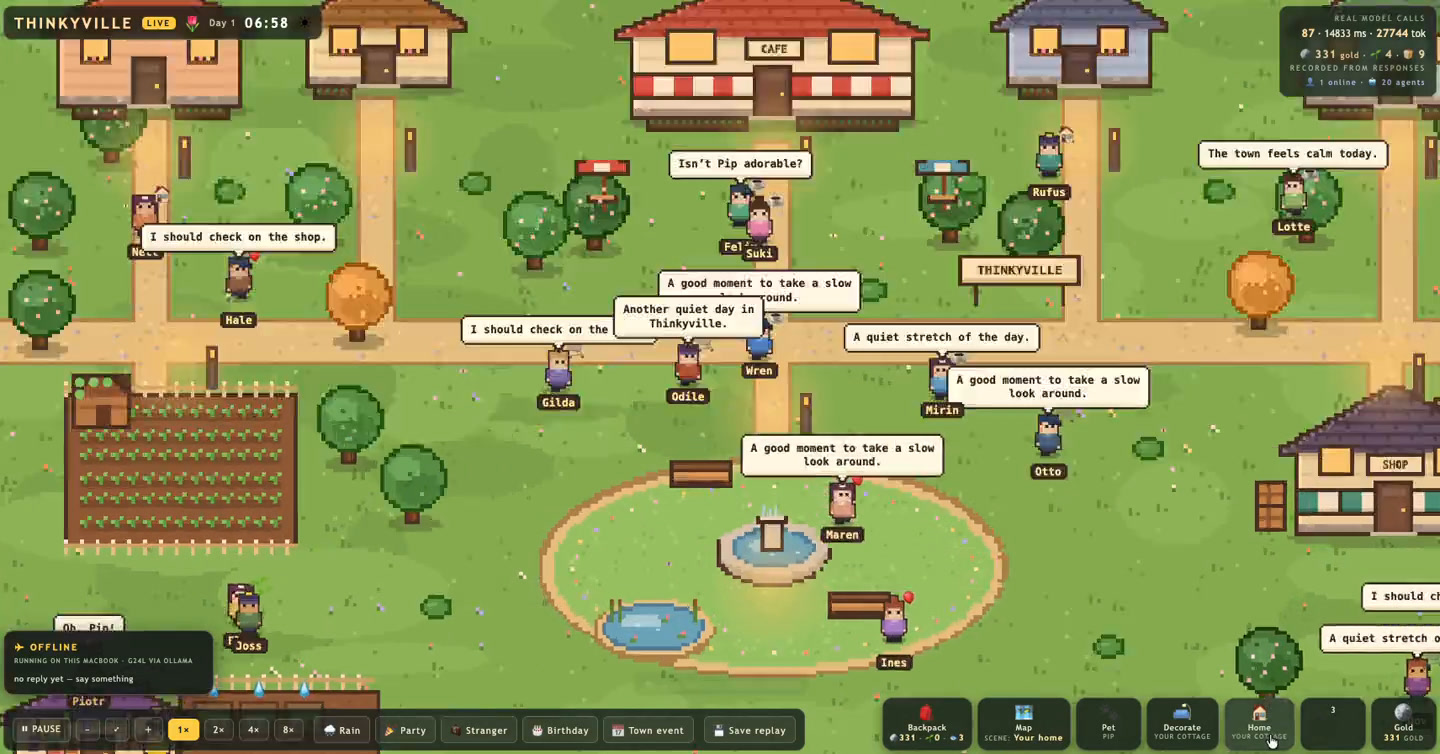 THINKYVILLE LIVE Day 1 06:58
REAL MODEL CALLS
87 · 14833 ms · 27744 tok
331 gold · 4 · 9
RECORDED FROM RESPONSES
1 online · 20 agents
CAFE
Isn't Pip adorable?
The town feels calm today.
Rufus
Suki
Lotte
I should check on the shop.
Hale
THINKYVILLE
A good moment to take a slow
Another quiet day in
Thinkyville.
I should check on the
A quiet stretch of the day.
Wren
Gilda
Odile
Mirin
A good moment to take a slow
look around.
Otto
A good moment to take a slow
look around.
SHOP
Maren
I should
A quiet stretch
Joss
Ines
OFFLINE
RUNNING ON THIS MACBOOK · G24L VIA OLLAMA
no reply yet — say something
Piotr
PAUSE - + 1× 2× 4× 8× Rain Party Stranger Birthday Town event Save replay
Backpack
331 · 0 · 3
Map
SCENE: Your home
Pet
PIP
Decorate
YOUR COTTAGE
Home
YOUR COTTAGE
3
Gold
331 GOLD